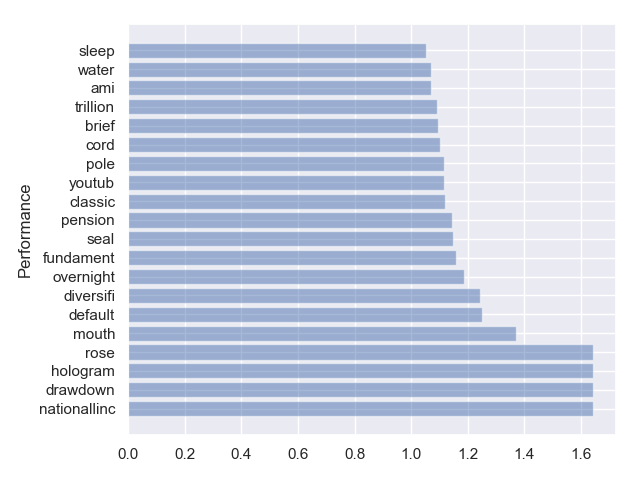 sleep
water
ami
trillion
brief
cord
pole
youtub
classic
pension
seal
fundament
overnight
diversifi
default
mouth
rose
hologram
drawdown
nationallinc
Performance
0.0 0.2 0.4 0.6 0.8 1.0 1.2 1.4 1.6